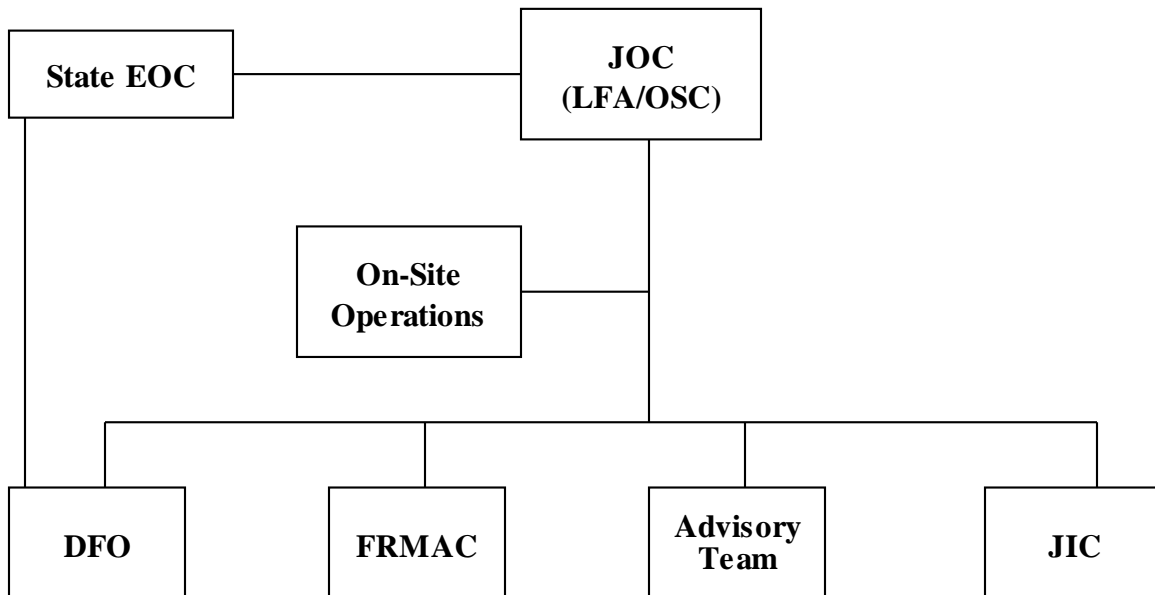 State EOC
JOC
(LFA/OSC)
On-Site
Operations
DFO
FRMAC
Advisory
Team
JIC